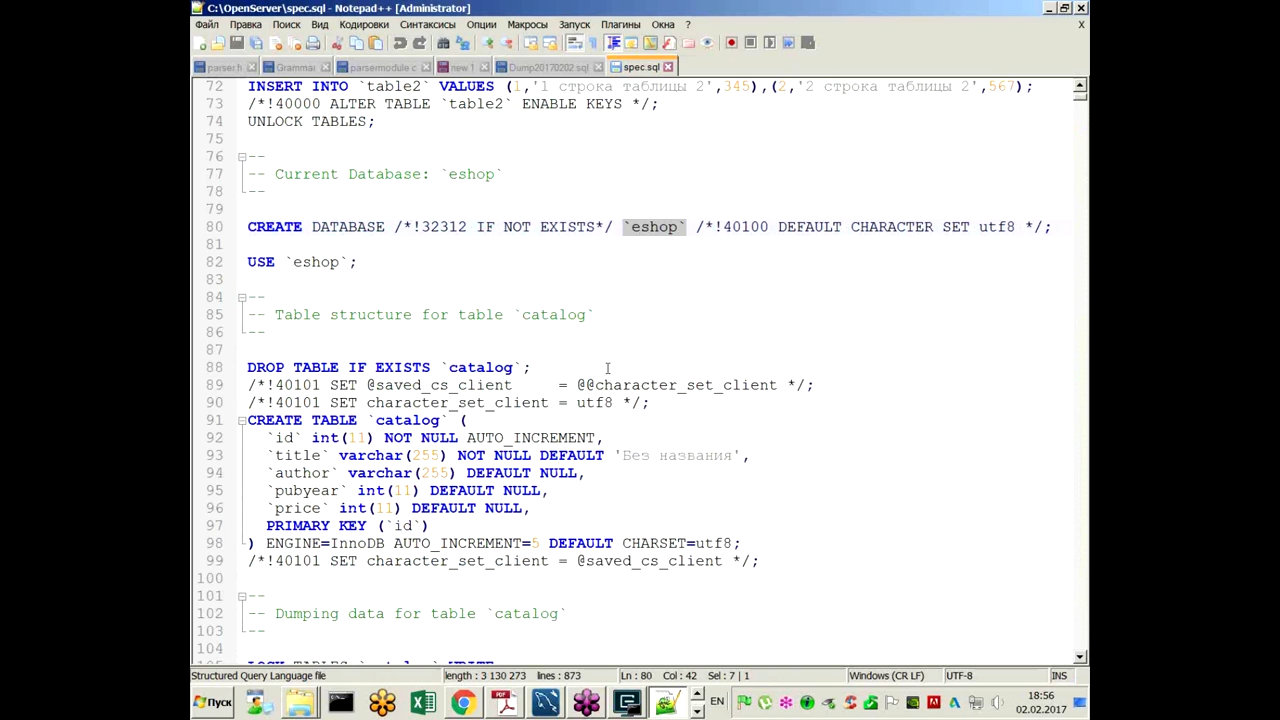 C:\OpenServer\spec.sql - Notepad++ [Administrator]
Файл Правка Поиск Вид Кодировки Синтаксисы Опции Макросы Запуск Плагины Окна ? X
parser.h Grammar parsermodule.c new 1 Dump20170202.sql spec.sql
72 INSERT INTO `table2` VALUES (1,'1 строка таблицы 2',345),(2,'2 строка таблицы 2',567);
73 /*!40000 ALTER TABLE `table2` ENABLE KEYS */;
74 UNLOCK TABLES;
75
76 --
77 -- Current Database: `eshop`
78 --
79
80 CREATE DATABASE /*!32312 IF NOT EXISTS*/ `eshop` /*!40100 DEFAULT CHARACTER SET utf8 */;
81
82 USE `eshop`;
83
84 --
85 -- Table structure for table `catalog`
86 --
87
88 DROP TABLE IF EXISTS `catalog`;
89 /*!40101 SET @saved_cs_client     = @@character_set_client */;
90 /*!40101 SET character_set_client = utf8 */;
91 CREATE TABLE `catalog` (
92   `id` int(11) NOT NULL AUTO_INCREMENT,
93   `title` varchar(255) NOT NULL DEFAULT 'Без названия',
94   `author` varchar(255) DEFAULT NULL,
95   `pubyear` int(11) DEFAULT NULL,
96   `price` int(11) DEFAULT NULL,
97   PRIMARY KEY (`id`)
98 ) ENGINE=InnoDB AUTO_INCREMENT=5 DEFAULT CHARSET=utf8;
99 /*!40101 SET character_set_client = @saved_cs_client */;
100
101 --
102 -- Dumping data for table `catalog`
103 --
104
Structured Query Language file length : 3 130 273 lines : 873 Ln : 80 Col : 42 Sel : 7 | 1 Windows (CR LF) UTF-8 INS
Пуск EN 18:56
02.02.2017